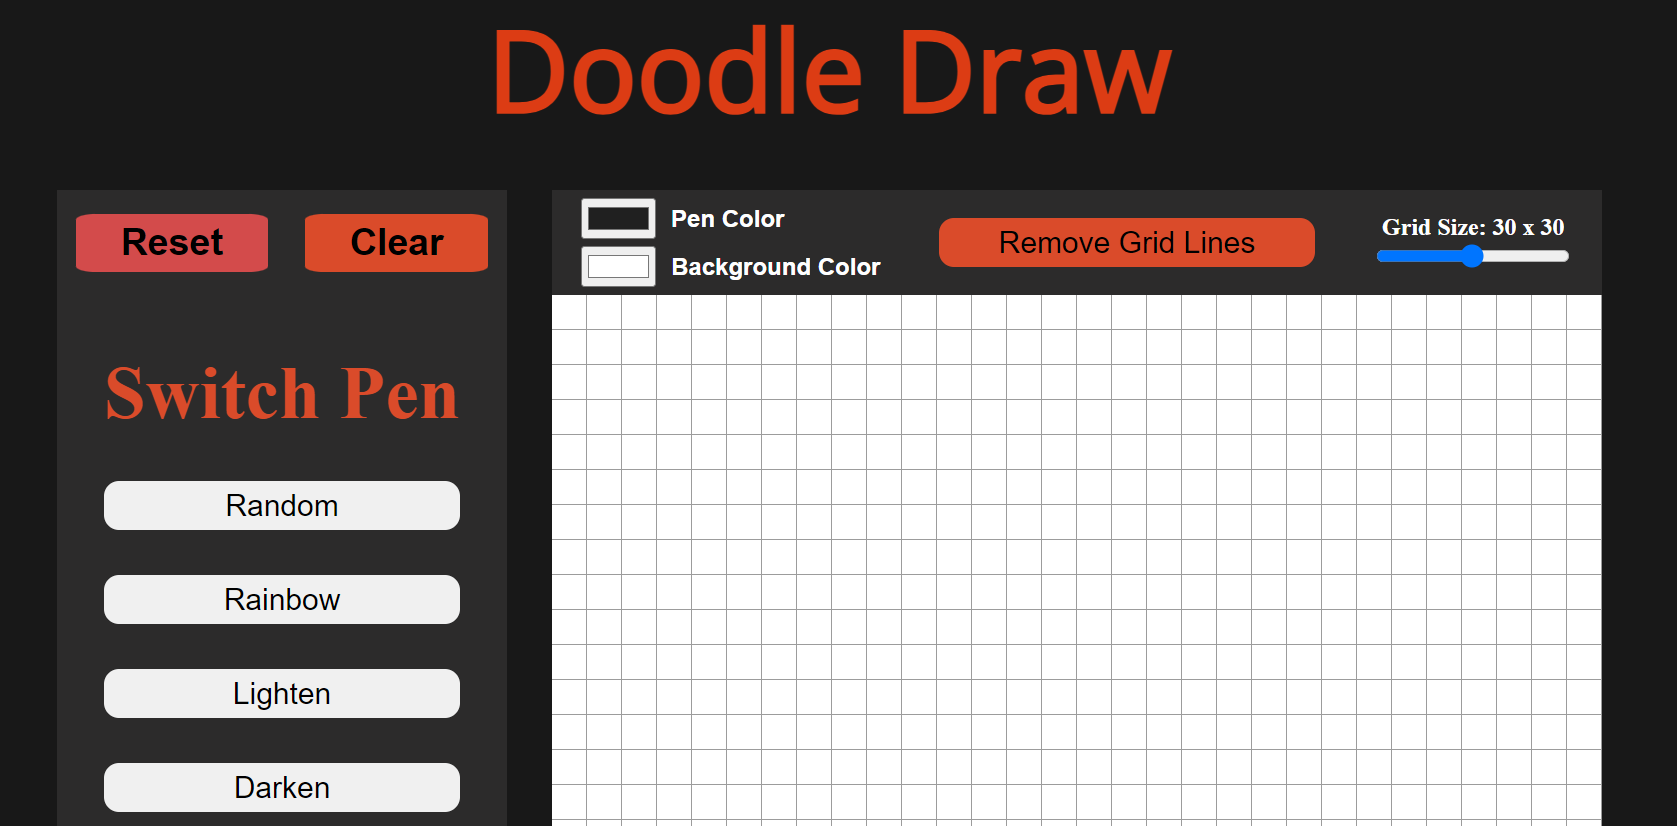 Doodle Draw
Reset
Clear
Switch Pen
Random
Rainbow
Lighten
Darken
Pen Color
Background Color
Remove Grid Lines
Grid Size: 30 x 30